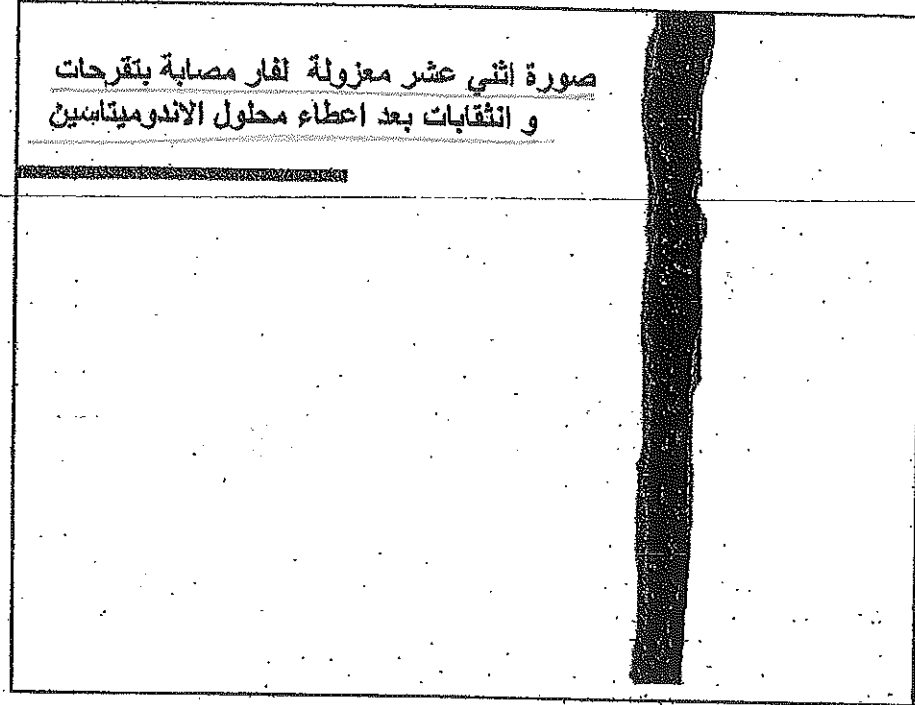 صورة اثني عشر معزولة لفار مصابة بتقرحات
و انثقابات بعد اعطاء محلول الاندوميتاسين